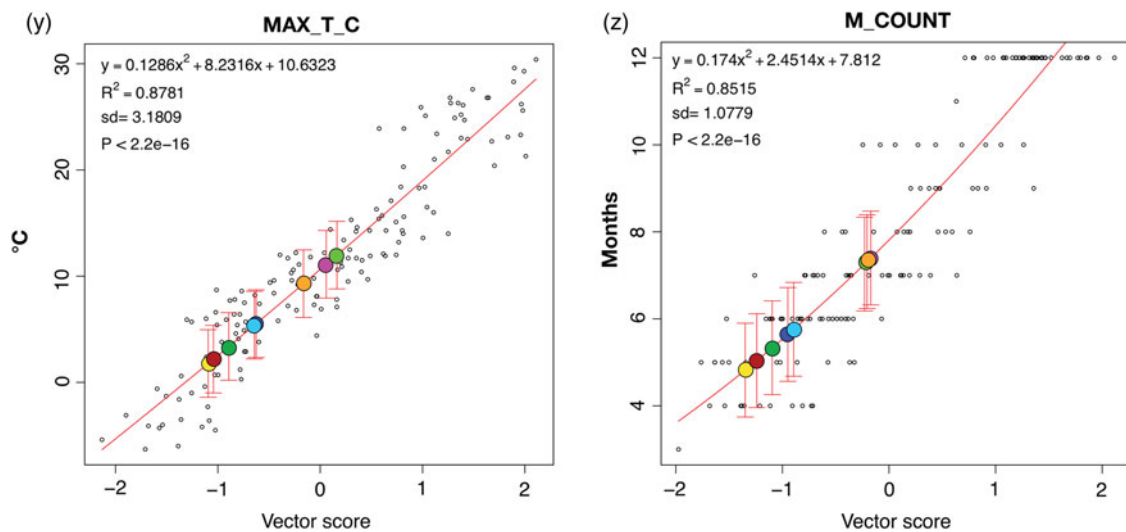 (y)
MAX_T_C
y = 0.1286x² + 8.2316x + 10.6323
R² = 0.8781
sd= 3.1809
P < 2.2e−16
°C
30
20
10
0
−2 −1 0 1 2
Vector score
(z)
M_COUNT
y = 0.174x² + 2.4514x + 7.812
R² = 0.8515
sd= 1.0779
P < 2.2e−16
Months
12
10
8
6
4
−2 −1 0 1 2
Vector score